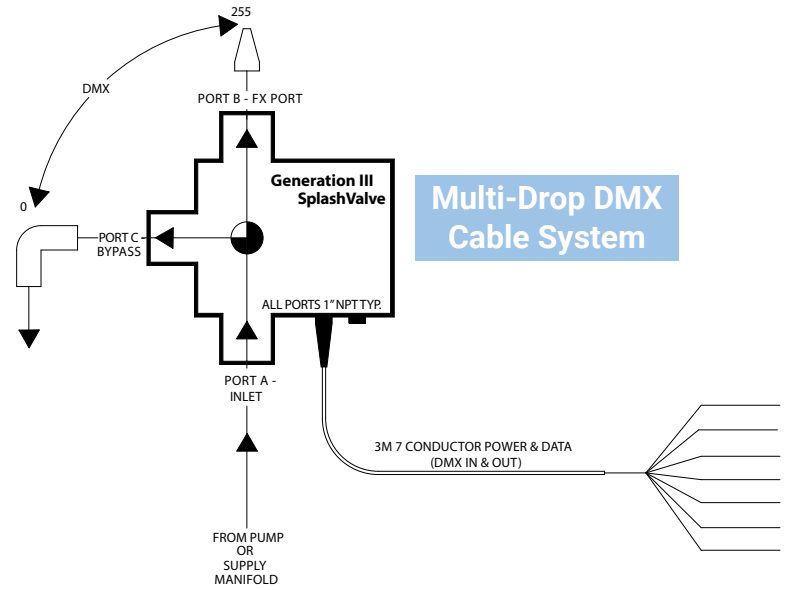 255
DMX
PORT B - FX PORT
Generation III
SplashValve
Multi-Drop DMX
Cable System
0
PORT C -
BYPASS
ALL PORTS 1" NPT TYP.
PORT A -
INLET
3M 7 CONDUCTOR POWER & DATA
(DMX IN & OUT)
FROM PUMP
OR
SUPPLY
MANIFOLD